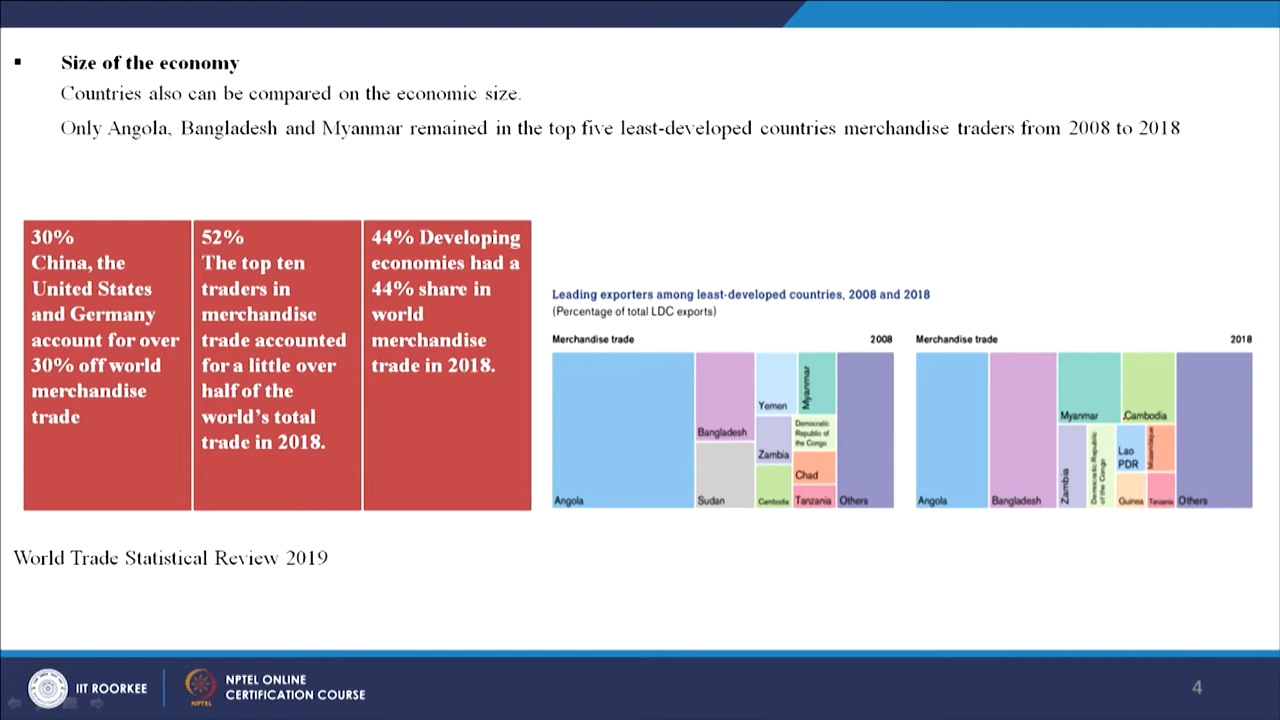 Size of the economy
Countries also can be compared on the economic size.
Only Angola, Bangladesh and Myanmar remained in the top five least-developed countries merchandise traders from 2008 to 2018
30%
China, the
United States
and Germany
account for over
30% off world
merchandise
trade
52%
The top ten
traders in
merchandise
trade accounted
for a little over
half of the
world's total
trade in 2018.
44% Developing
economies had a
44% share in
world
merchandise
trade in 2018.
Leading exporters among least-developed countries, 2008 and 2018
(Percentage of total LDC exports)
Merchandise trade 2008
Angola
Bangladesh
Sudan
Yemen
Zambia
Cambodia
Myanmar
Democratic
Republic of
the Congo
Chad
Tanzania
Others
Merchandise trade 2018
Angola
Bangladesh
Myanmar
Cambodia
Zambia
Democratic Republic
of the Congo
Lao
PDR
Mozambique
Guinea
Tanzania
Others
World Trade Statistical Review 2019
IIT ROORKEE
NPTEL
NPTEL ONLINE
CERTIFICATION COURSE
4